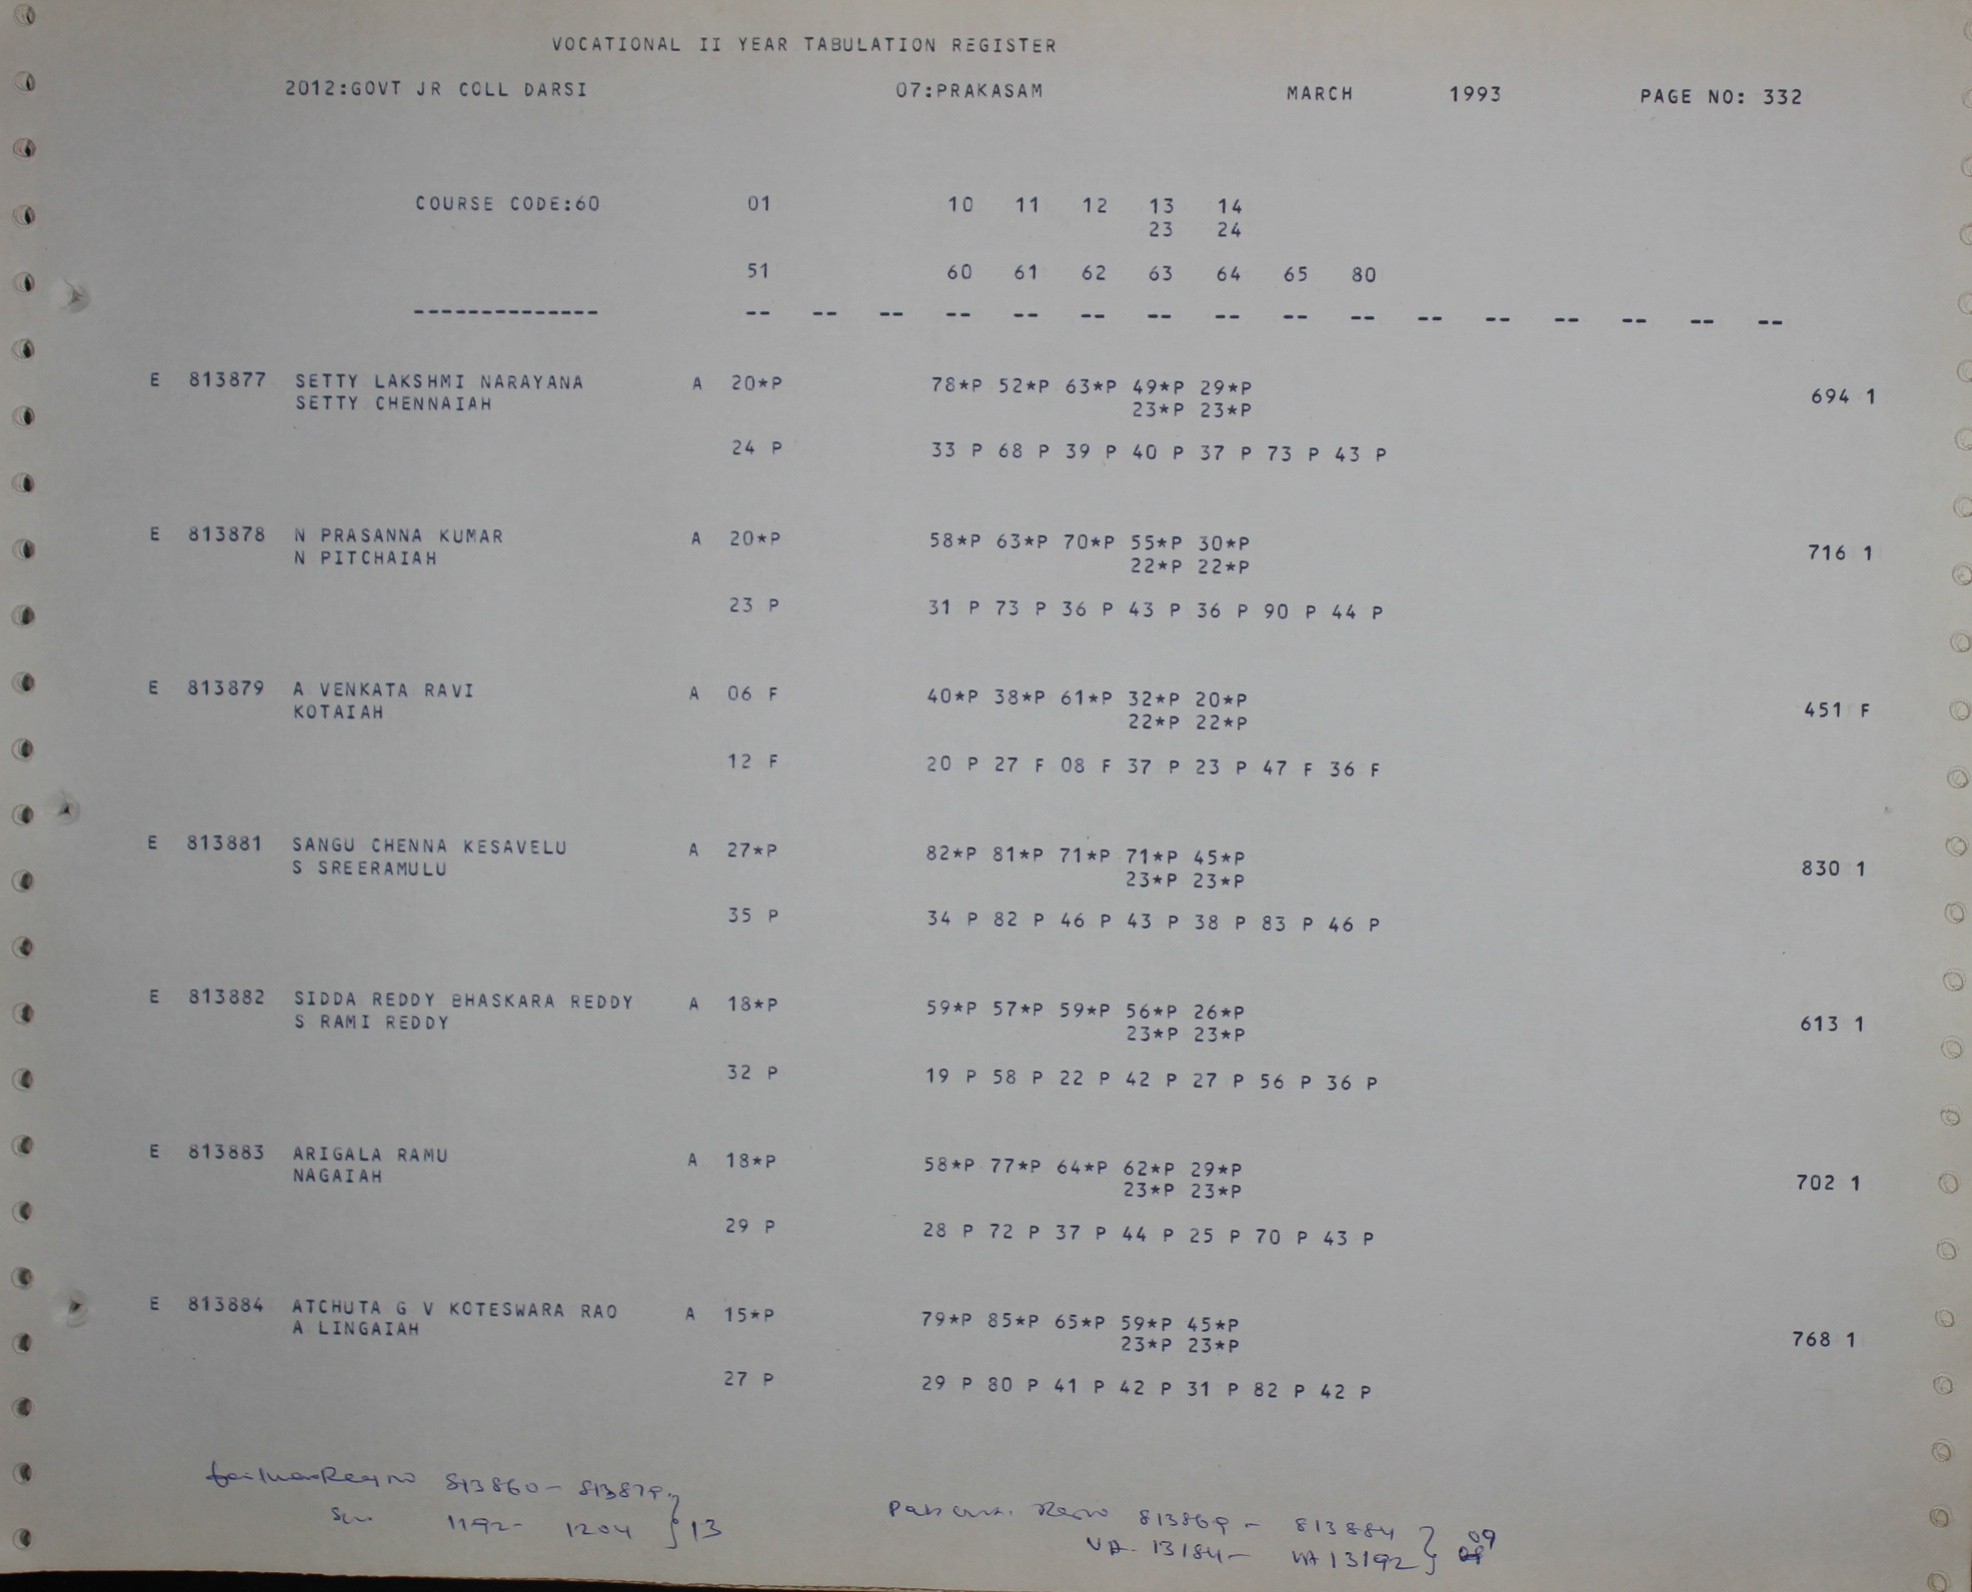 VOCATIONAL II YEAR TABULATION REGISTER
2012:GOVT JR COLL DARSI 07:PRAKASAM MARCH 1993 PAGE NO: 332
COURSE CODE:60 01 10 11 12 13 14
23 24
51 60 61 62 63 64 65 80
-------------- -- -- -- -- -- -- -- -- -- -- -- -- -- -- -- --
E 813877 SETTY LAKSHMI NARAYANA A 20*P 78*P 52*P 63*P 49*P 29*P 694 1
SETTY CHENNAIAH 23*P 23*P
24 P 33 P 68 P 39 P 40 P 37 P 73 P 43 P
E 813878 N PRASANNA KUMAR A 20*P 58*P 63*P 70*P 55*P 30*P 716 1
N PITCHAIAH 22*P 22*P
23 P 31 P 73 P 36 P 43 P 36 P 90 P 44 P
E 813879 A VENKATA RAVI A 06 F 40*P 38*P 61*P 32*P 20*P 451 F
KOTAIAH 22*P 22*P
12 F 20 P 27 F 08 F 37 P 23 P 47 F 36 F
E 813881 SANGU CHENNA KESAVELU A 27*P 82*P 81*P 71*P 71*P 45*P 830 1
S SREERAMULU 23*P 23*P
35 P 34 P 82 P 46 P 43 P 38 P 83 P 46 P
E 813882 SIDDA REDDY BHASKARA REDDY A 18*P 59*P 57*P 59*P 56*P 26*P 613 1
S RAMI REDDY 23*P 23*P
32 P 19 P 58 P 22 P 42 P 27 P 56 P 36 P
E 813883 ARIGALA RAMU A 18*P 58*P 77*P 64*P 62*P 29*P 702 1
NAGAIAH 23*P 23*P
29 P 28 P 72 P 37 P 44 P 25 P 70 P 43 P
E 813884 ATCHUTA G V KOTESWARA RAO A 15*P 79*P 85*P 65*P 59*P 45*P 768 1
A LINGAIAH 23*P 23*P
27 P 29 P 80 P 41 P 42 P 31 P 82 P 42 P
813860 - 813879
1192 - 1204 } 13
813869 - 813884 } 09
VA. 13184 - VA 13192